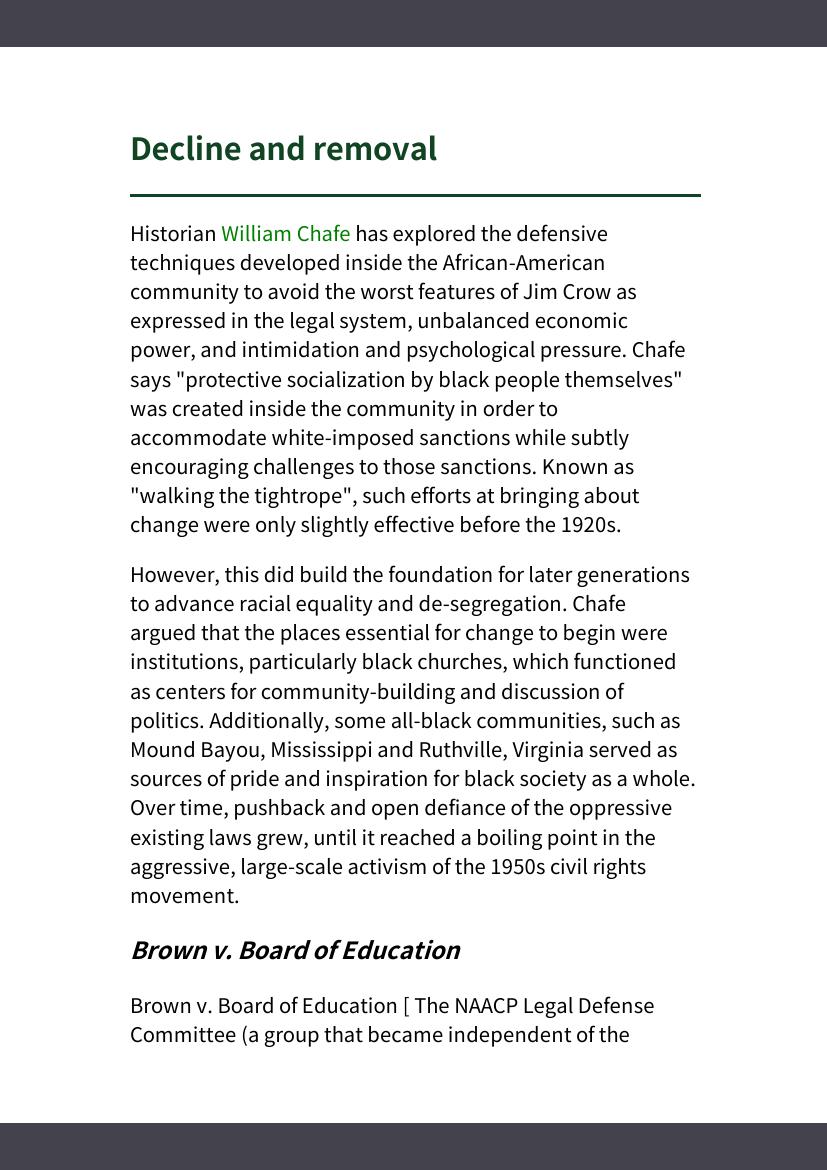 Decline and removal
Historian William Chafe has explored the defensive
techniques developed inside the African-American
community to avoid the worst features of Jim Crow as
expressed in the legal system, unbalanced economic
power, and intimidation and psychological pressure. Chafe
says "protective socialization by black people themselves"
was created inside the community in order to
accommodate white-imposed sanctions while subtly
encouraging challenges to those sanctions. Known as
"walking the tightrope", such efforts at bringing about
change were only slightly effective before the 1920s.
However, this did build the foundation for later generations
to advance racial equality and de-segregation. Chafe
argued that the places essential for change to begin were
institutions, particularly black churches, which functioned
as centers for community-building and discussion of
politics. Additionally, some all-black communities, such as
Mound Bayou, Mississippi and Ruthville, Virginia served as
sources of pride and inspiration for black society as a whole.
Over time, pushback and open defiance of the oppressive
existing laws grew, until it reached a boiling point in the
aggressive, large-scale activism of the 1950s civil rights
movement.
Brown v. Board of Education
Brown v. Board of Education [ The NAACP Legal Defense
Committee (a group that became independent of the